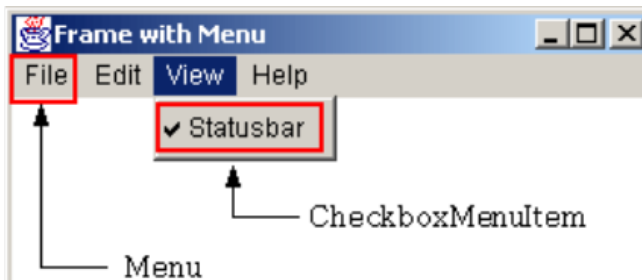 Frame with Menu
File Edit View Help
Statusbar
CheckboxMenuItem
Menu